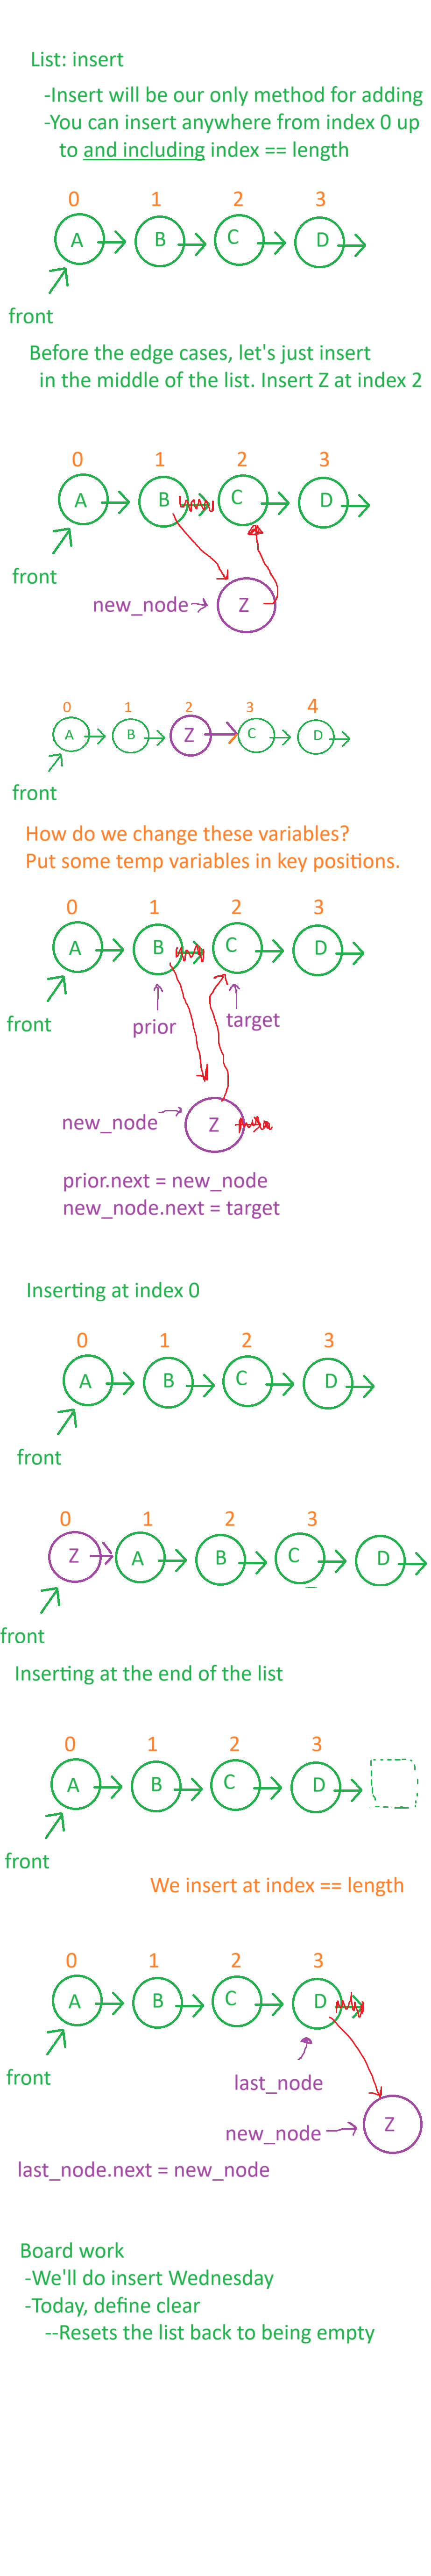 List: insert
-Insert will be our only method for adding
-You can insert anywhere from index 0 up
to and including index == length
0 1 2 3
A B C D
front
Before the edge cases, let's just insert
in the middle of the list. Insert Z at index 2
0 1 2 3
A B C D
front
new_node Z
0 1 2 3 4
A B Z C D
front
How do we change these variables?
Put some temp variables in key positions.
0 1 2 3
A B C D
front
prior target
new_node Z
prior.next = new_node
new_node.next = target
Inserting at index 0
0 1 2 3
A B C D
front
0 1 2 3
Z A B C D
front
Inserting at the end of the list
0 1 2 3
A B C D
front
We insert at index == length
0 1 2 3
A B C D
front
last_node
new_node Z
last_node.next = new_node
Board work
-We'll do insert Wednesday
-Today, define clear
--Resets the list back to being empty